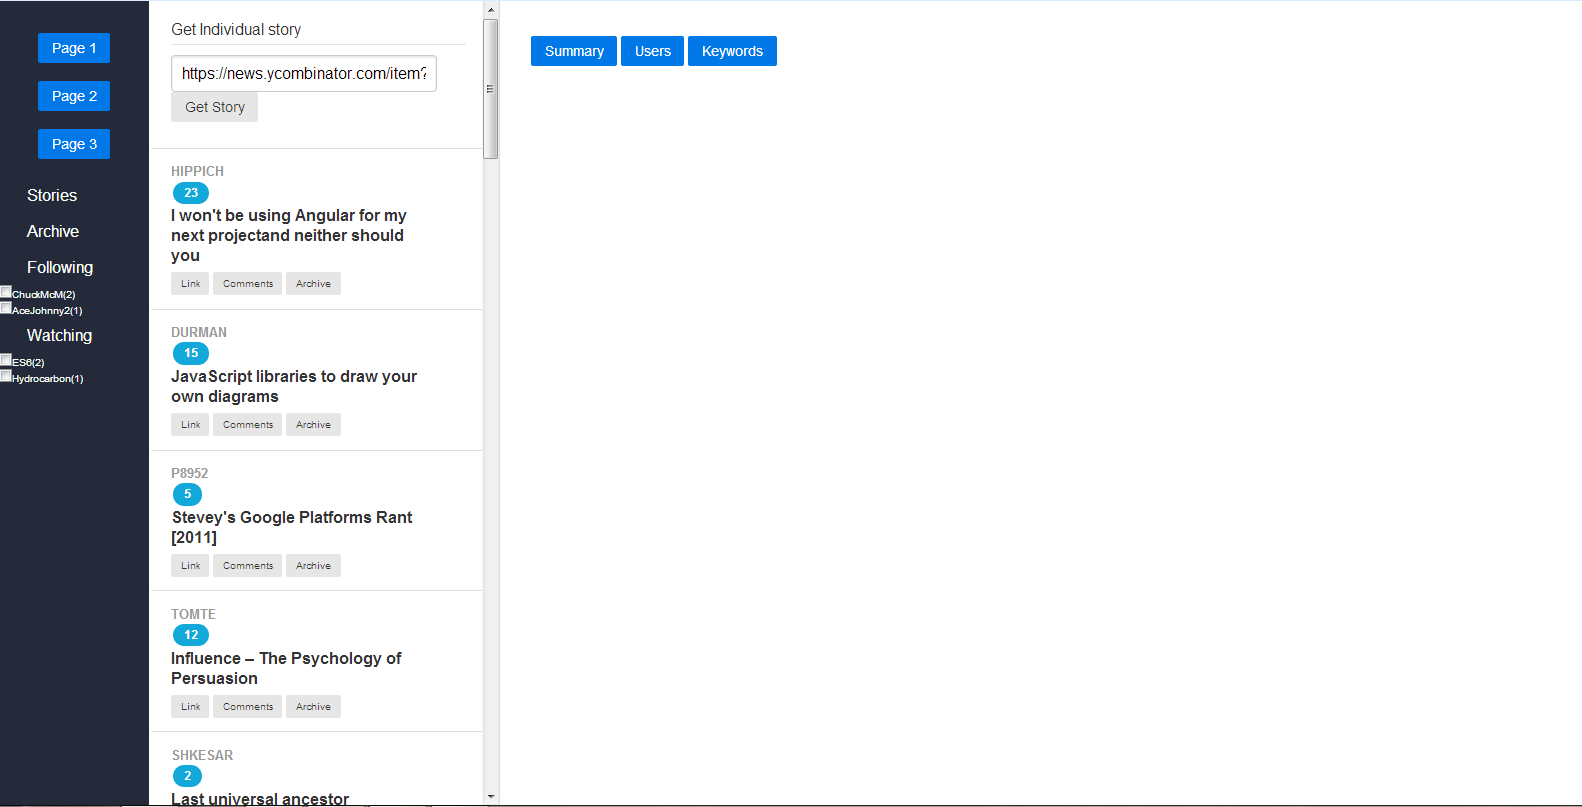 Page 1
Page 2
Page 3
Stories
Archive
Following
ChuckMcM(2)
AceJohnny2(1)
Watching
ES6(2)
Hydrocarbon(1)
Get Individual story
https://news.ycombinator.com/item?
Get Story
HIPPICH
23
I won't be using Angular for my
next projectand neither should
you
Link Comments Archive
DURMAN
15
JavaScript libraries to draw your
own diagrams
Link Comments Archive
P8952
5
Stevey's Google Platforms Rant
[2011]
Link Comments Archive
TOMTE
12
Influence – The Psychology of
Persuasion
Link Comments Archive
SHKESAR
2
Last universal ancestor
Summary Users Keywords